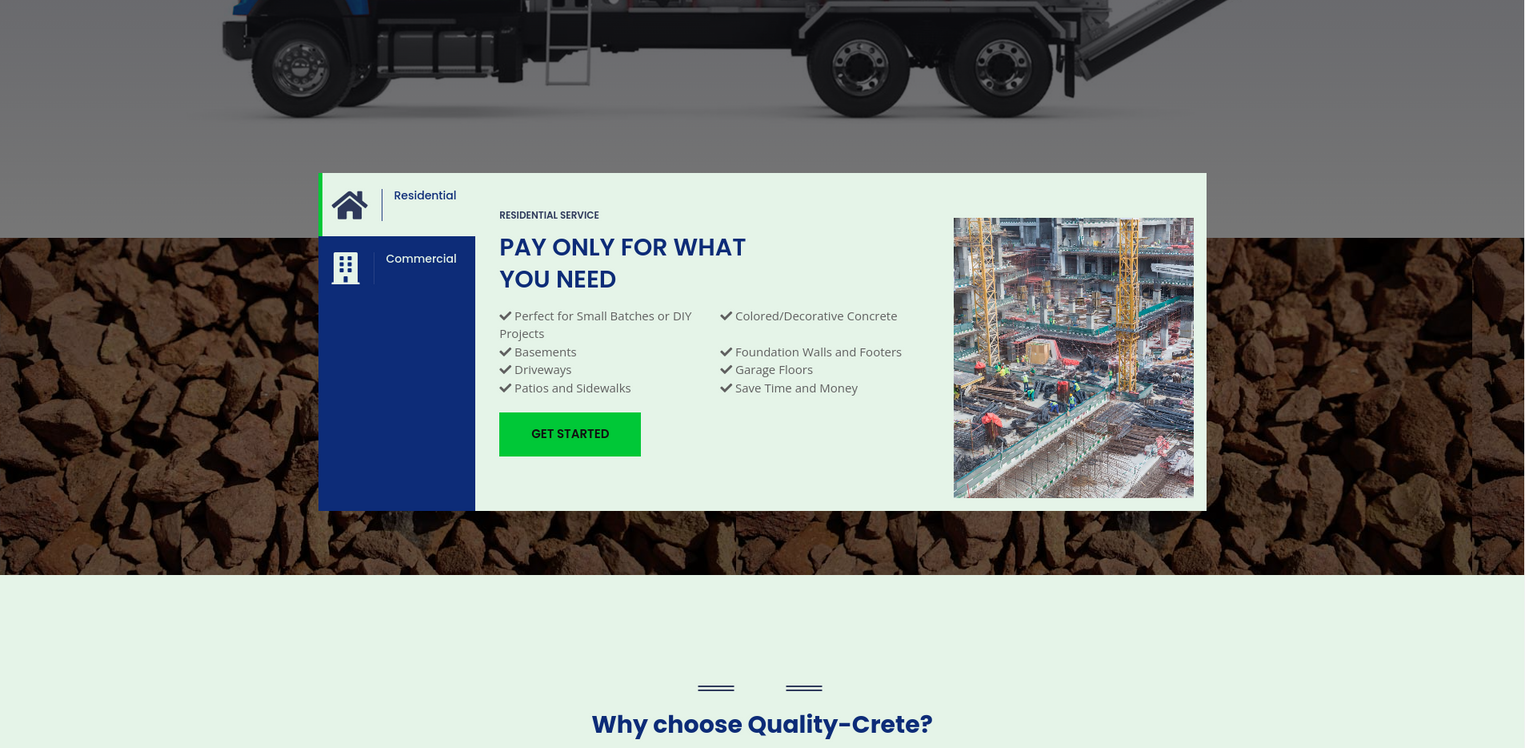 Residential
Commercial
RESIDENTIAL SERVICE
PAY ONLY FOR WHAT
YOU NEED
Perfect for Small Batches or DIY
Projects
Colored/Decorative Concrete
Basements
Foundation Walls and Footers
Driveways
Garage Floors
Patios and Sidewalks
Save Time and Money
GET STARTED
Why choose Quality-Crete?